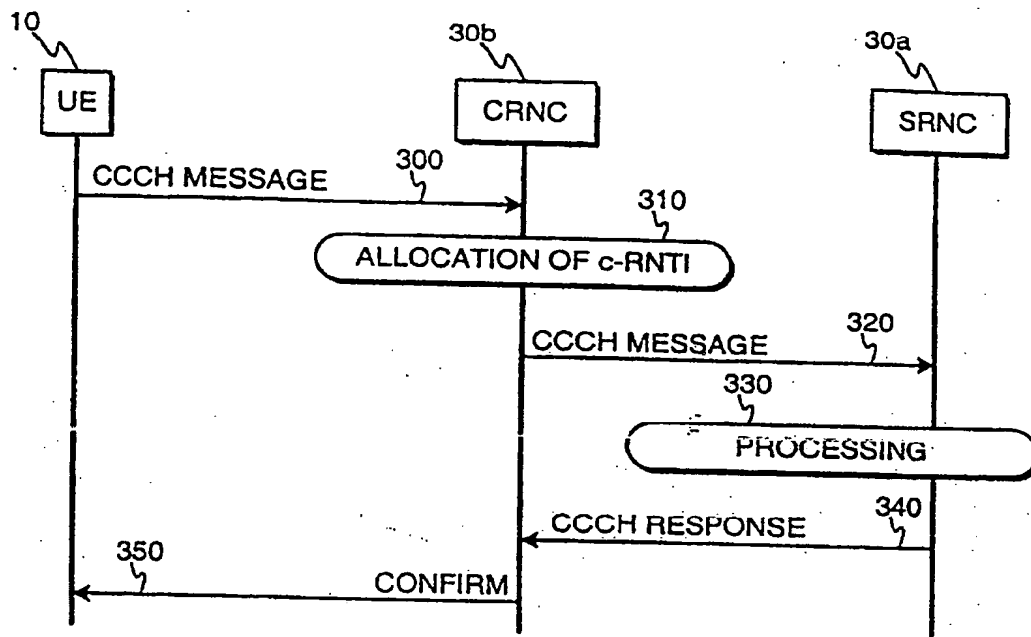 10
30b
30a
UE
CRNC
SRNC
CCCH MESSAGE
300
310
ALLOCATION OF c-RNTI
CCCH MESSAGE
320
330
PROCESSING
340
CCCH RESPONSE
350
CONFIRM